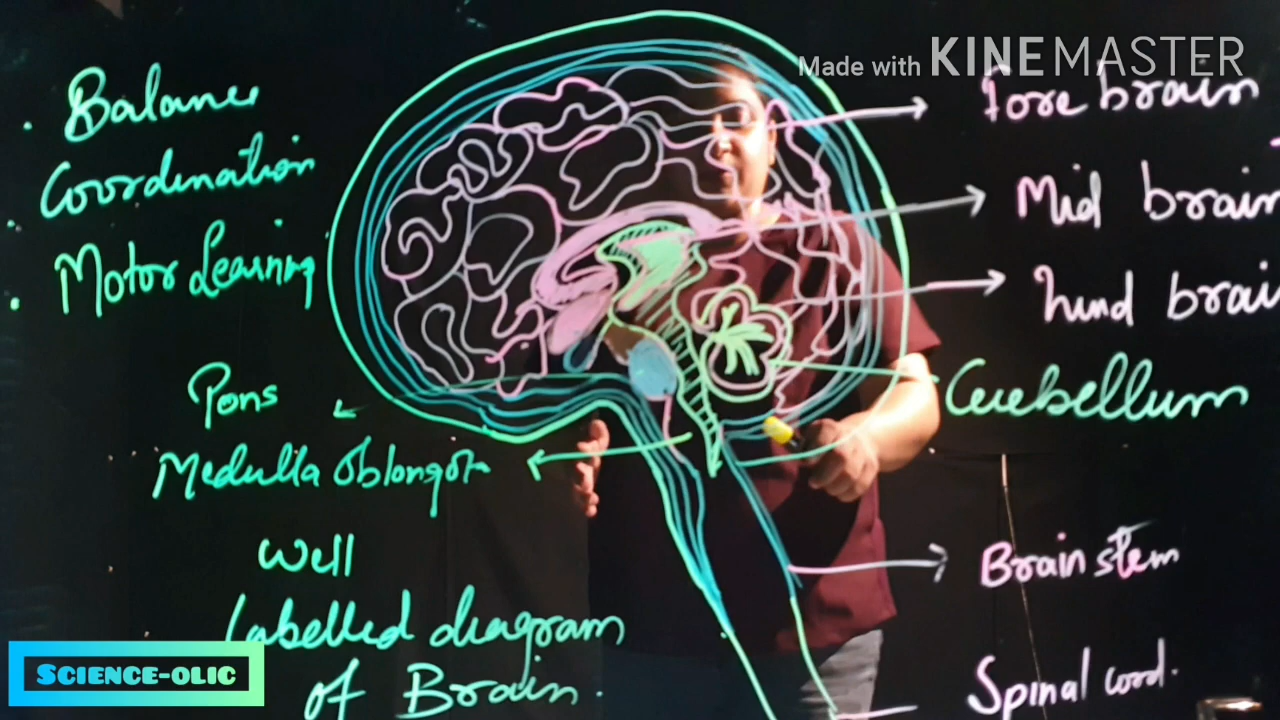 Made with KINEMASTER
Balance
Coordination
Motor Learning
Pons
Medulla Oblongata
Well
labelled diagram
of Brain.
Fore brain
Mid brain
hind brai
Cerebellum
Brain stem
Spinal cord.
SCIENCE-OLIC